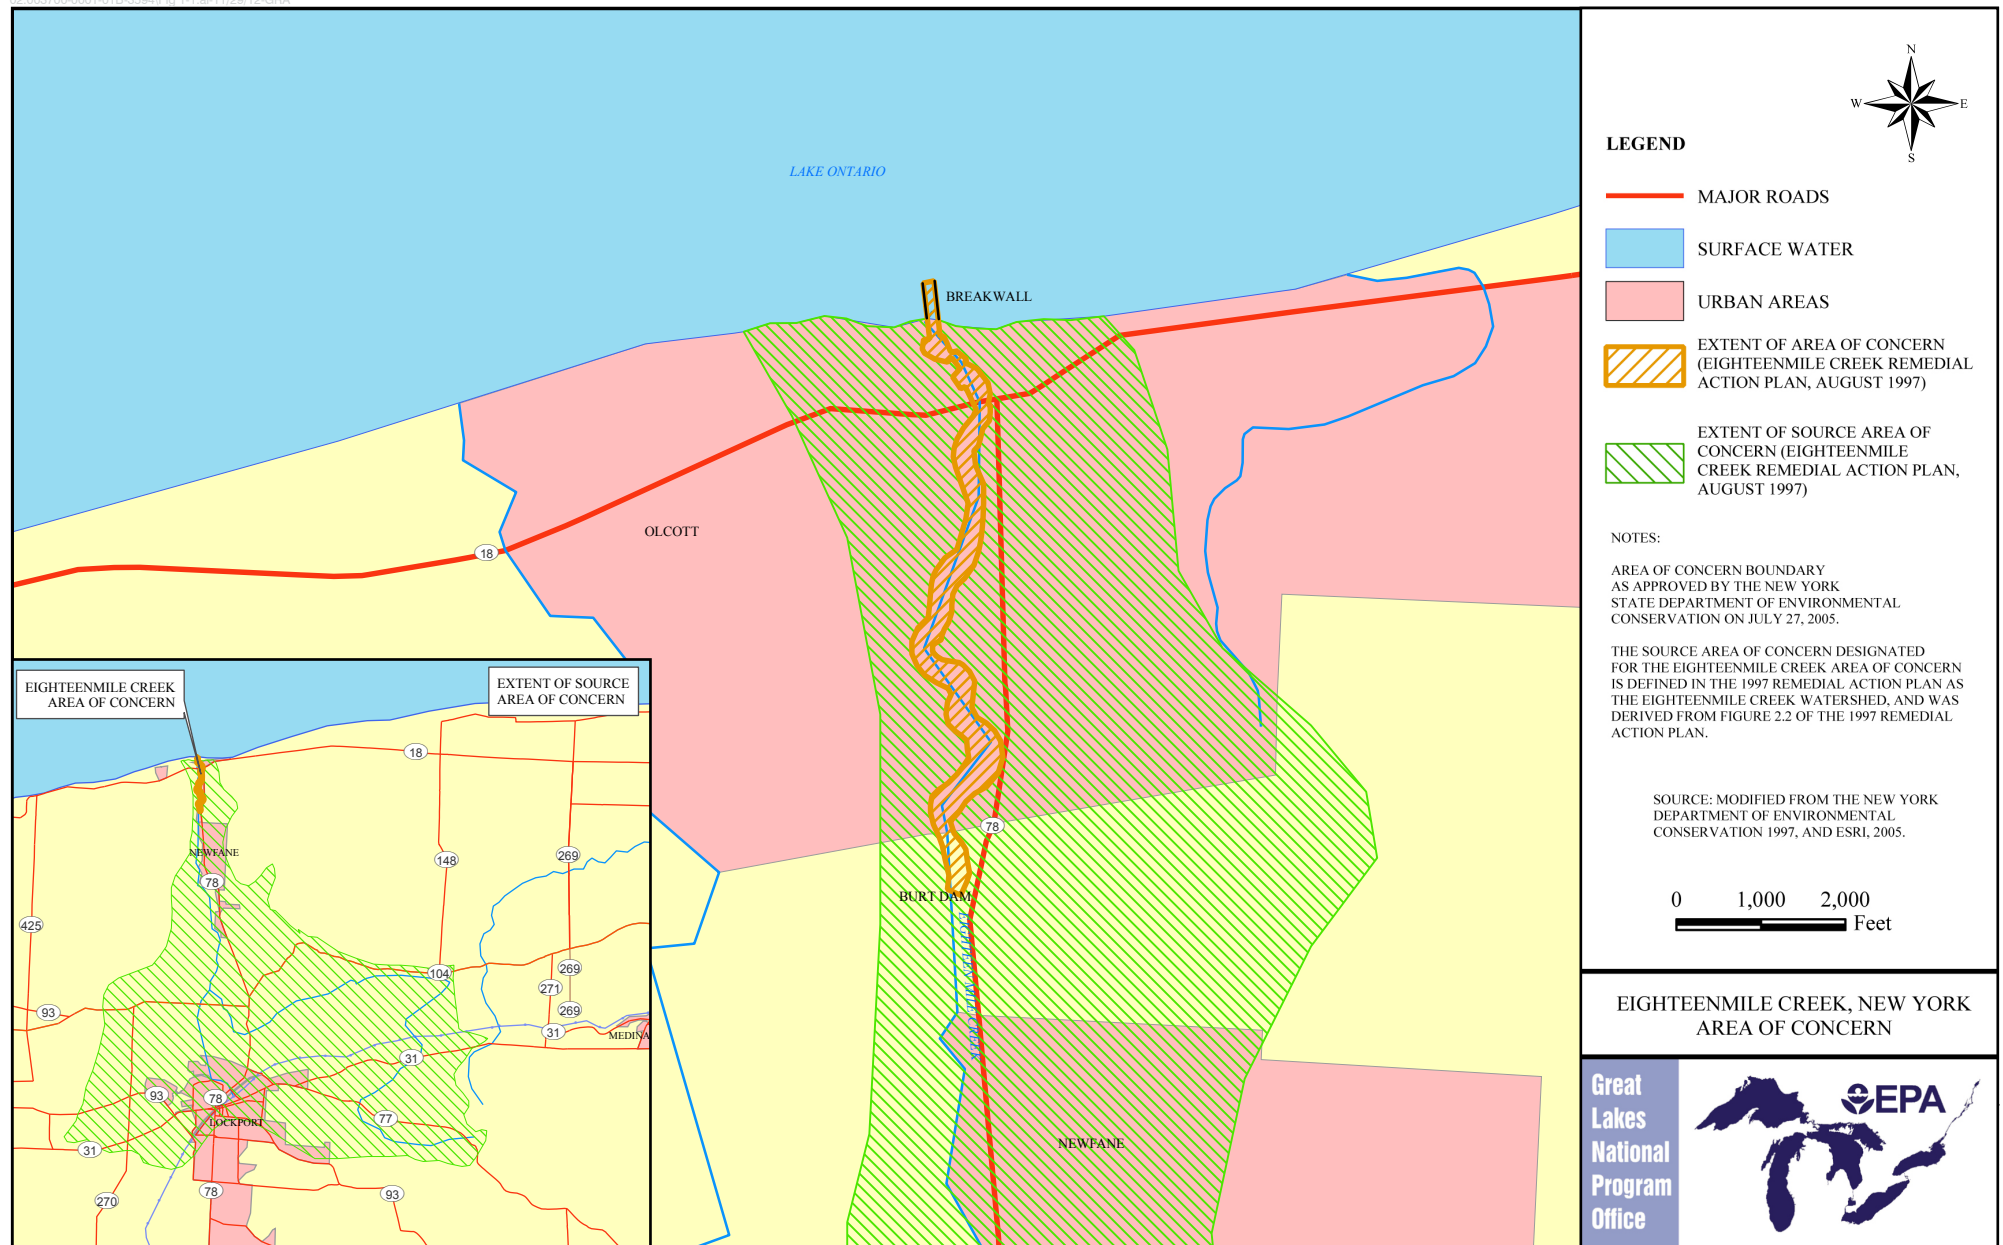 LAKE ONTARIO
BREAKWALL
OLCOTT
18
78
BURT DAM
EIGHTEENMILE CREEK
NEWFANE
EIGHTEENMILE CREEK
AREA OF CONCERN
EXTENT OF SOURCE
AREA OF CONCERN
18
NEWFANE
148
269
78
425
104
269
271
93
269
31
MEDINA
31
93
78
77
LOCKPORT
31
78
93
270
N
W
E
S
LEGEND
MAJOR ROADS
SURFACE WATER
URBAN AREAS
EXTENT OF AREA OF CONCERN
(EIGHTEENMILE CREEK REMEDIAL
ACTION PLAN, AUGUST 1997)
EXTENT OF SOURCE AREA OF
CONCERN (EIGHTEENMILE
CREEK REMEDIAL ACTION PLAN,
AUGUST 1997)
NOTES:
AREA OF CONCERN BOUNDARY
AS APPROVED BY THE NEW YORK
STATE DEPARTMENT OF ENVIRONMENTAL
CONSERVATION ON JULY 27, 2005.
THE SOURCE AREA OF CONCERN DESIGNATED
FOR THE EIGHTEENMILE CREEK AREA OF CONCERN
IS DEFINED IN THE 1997 REMEDIAL ACTION PLAN AS
THE EIGHTEENMILE CREEK WATERSHED, AND WAS
DERIVED FROM FIGURE 2.2 OF THE 1997 REMEDIAL
ACTION PLAN.
SOURCE: MODIFIED FROM THE NEW YORK
DEPARTMENT OF ENVIRONMENTAL
CONSERVATION 1997, AND ESRI, 2005.
0 1,000 2,000
Feet
EIGHTEENMILE CREEK, NEW YORK
AREA OF CONCERN
Great
Lakes
National
Program
Office
EPA